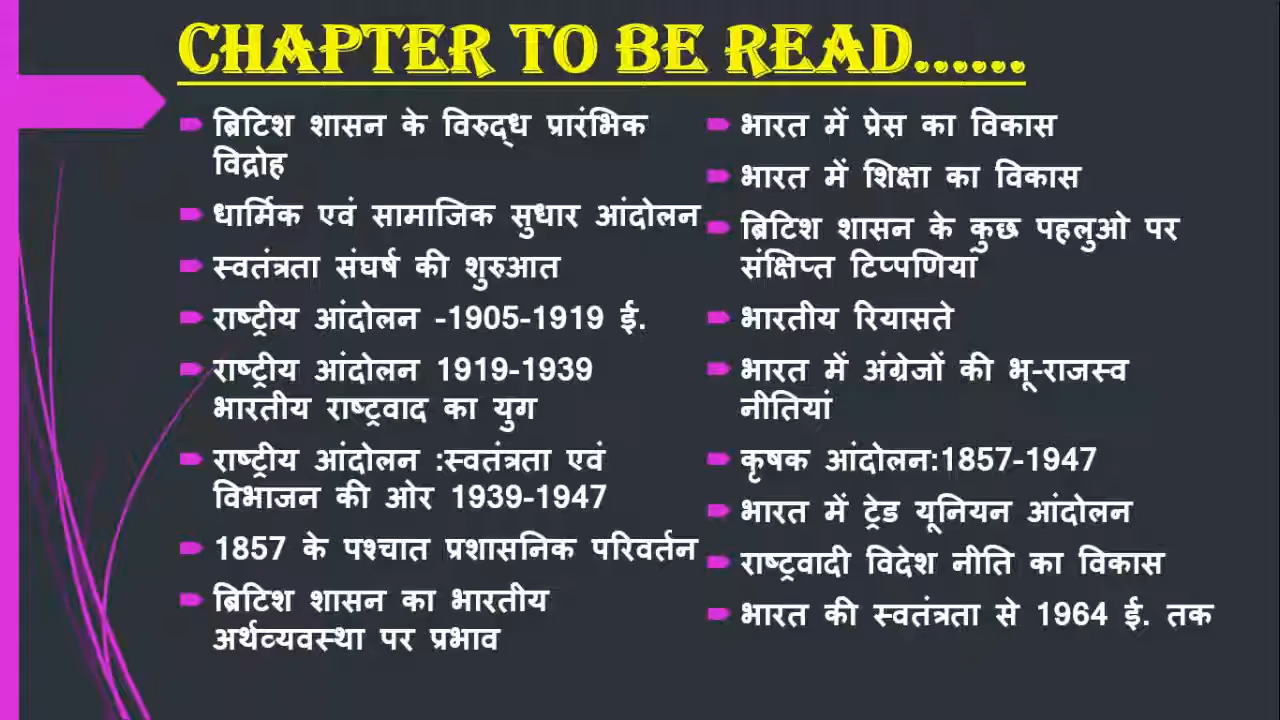 CHAPTER TO BE READ......
ब्रिटिश शासन के विरुद्ध प्रारंभिक
विद्रोह
धार्मिक एवं सामाजिक सुधार आंदोलन
स्वतंत्रता संघर्ष की शुरुआत
राष्ट्रीय आंदोलन -1905-1919 ई.
राष्ट्रीय आंदोलन 1919-1939
भारतीय राष्ट्रवाद का युग
राष्ट्रीय आंदोलन :स्वतंत्रता एवं
विभाजन की ओर 1939-1947
1857 के पश्चात प्रशासनिक परिवर्तन
ब्रिटिश शासन का भारतीय
अर्थव्यवस्था पर प्रभाव
भारत में प्रेस का विकास
भारत में शिक्षा का विकास
ब्रिटिश शासन के कुछ पहलुओ पर
संक्षिप्त टिप्पणियां
भारतीय रियासते
भारत में अंग्रेजों की भू-राजस्व
नीतियां
कृषक आंदोलन:1857-1947
भारत में ट्रेड यूनियन आंदोलन
राष्ट्रवादी विदेश नीति का विकास
भारत की स्वतंत्रता से 1964 ई. तक